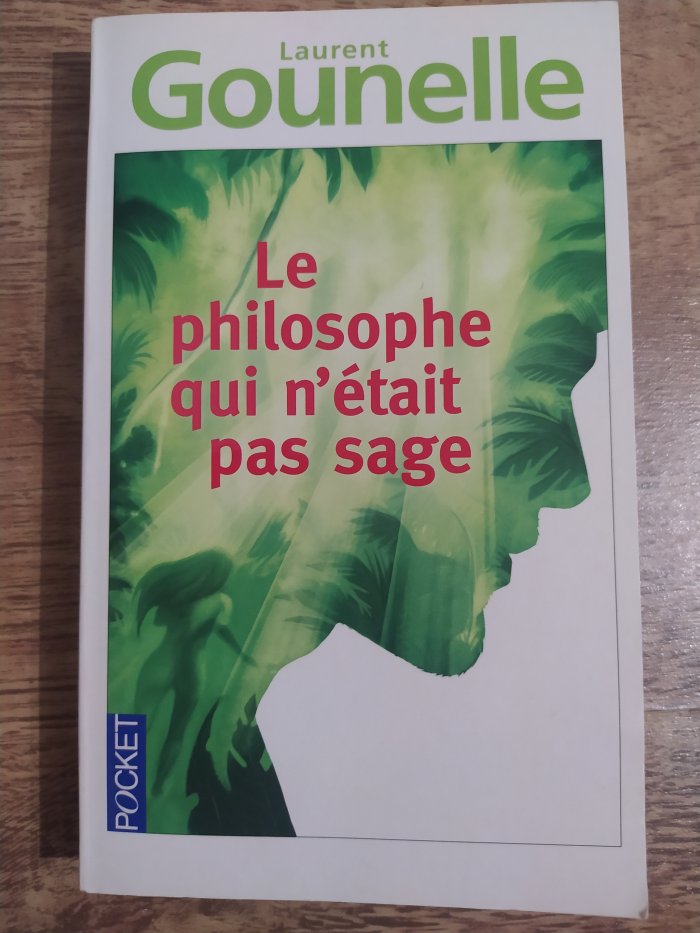 Laurent
Gounelle
Le
philosophe
qui n'était
pas sage
POCKET